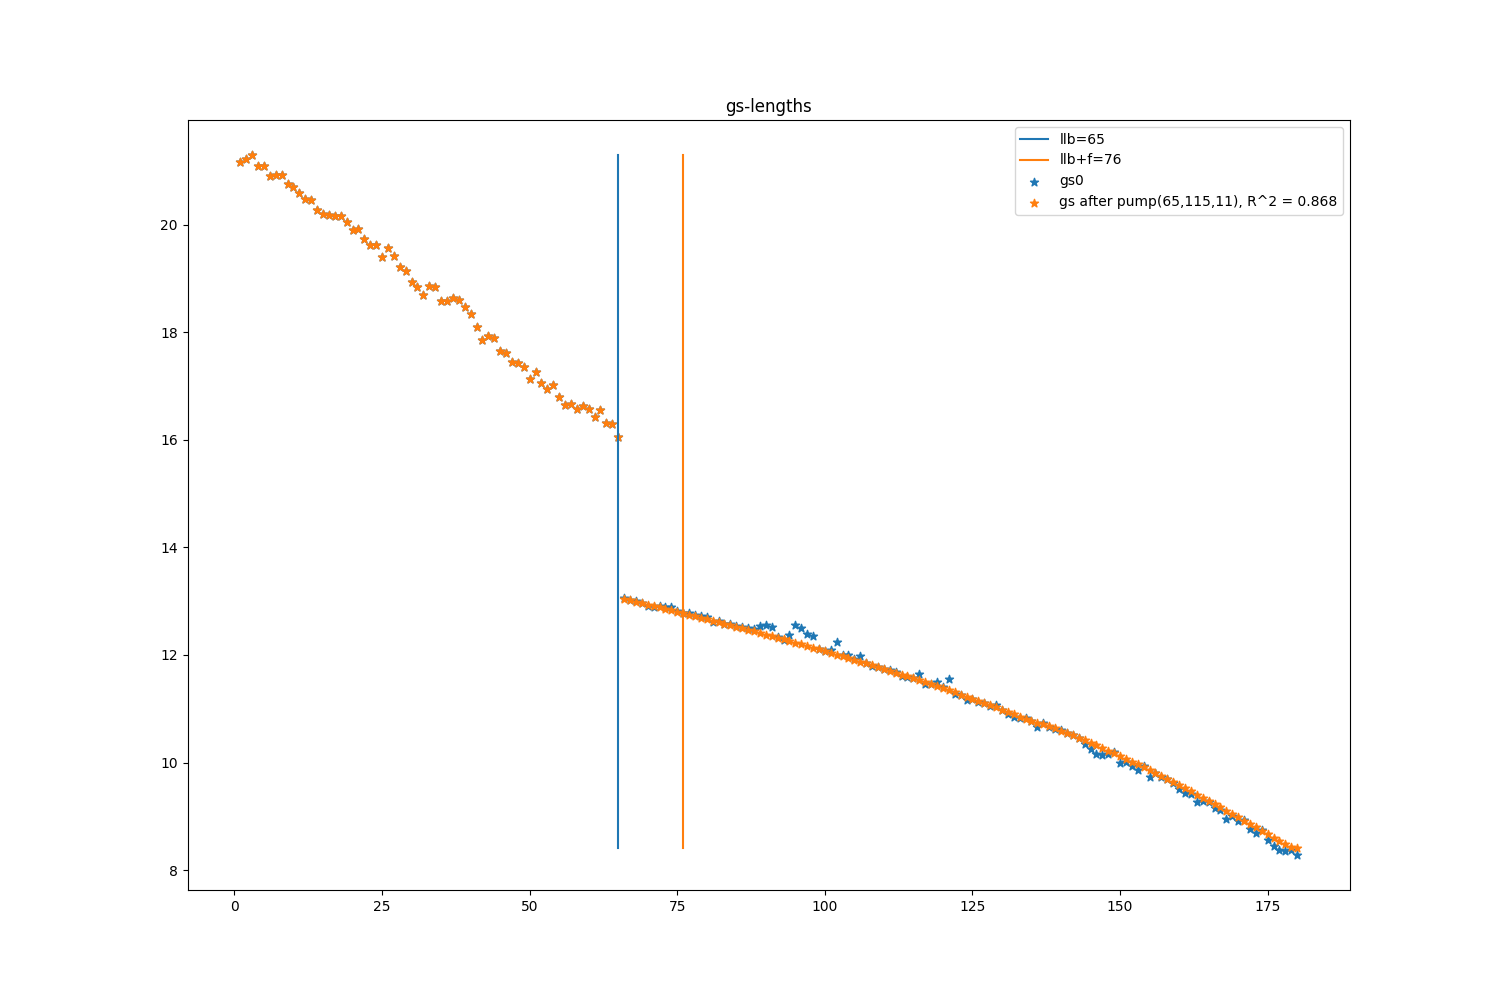 gs-lengths
llb=65
llb+f=76
gs0
gs after pump(65,115,11), R^2 = 0.868
20
18
16
14
12
10
8
0 25 50 75 100 125 150 175